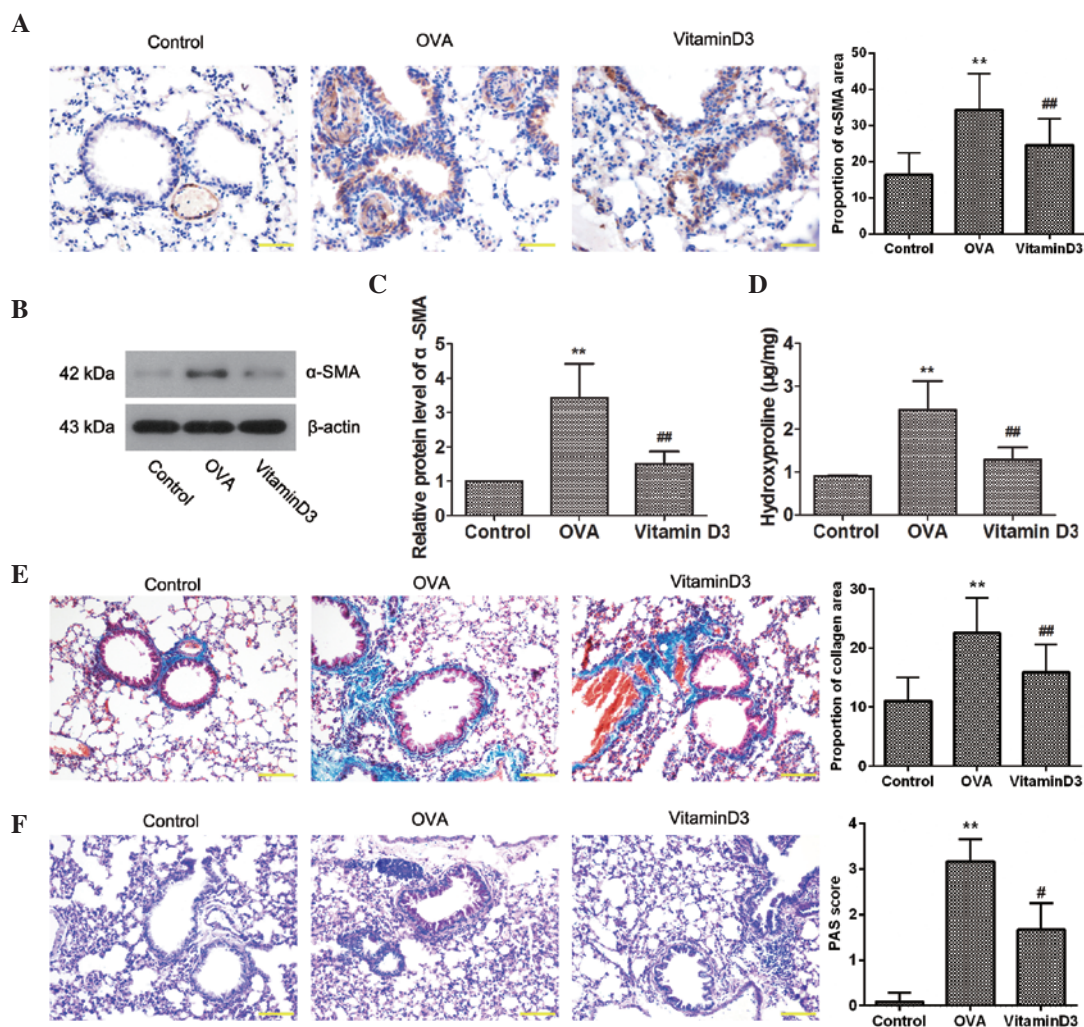 A
Control
OVA
VitaminD3
Proportion of α-SMA area
50
40
30
20
10
0
**
##
Control
OVA
VitaminD3
B
42 kDa
α-SMA
43 kDa
β-actin
Control
OVA
VitaminD3
C
Relative protein level of α -SMA
5
4
3
2
1
0
**
##
Control
OVA
Vitamin D3
D
Hydroxyproline (μg/mg)
4
3
2
1
0
**
##
Control
OVA
Vitamin D3
E
Control
OVA
VitaminD3
Proportion of collagen area
30
20
10
0
**
##
Control
OVA
VitaminD3
F
Control
OVA
VitaminD3
PAS score
4
3
2
1
0
**
#
Control
OVA
VitaminD3